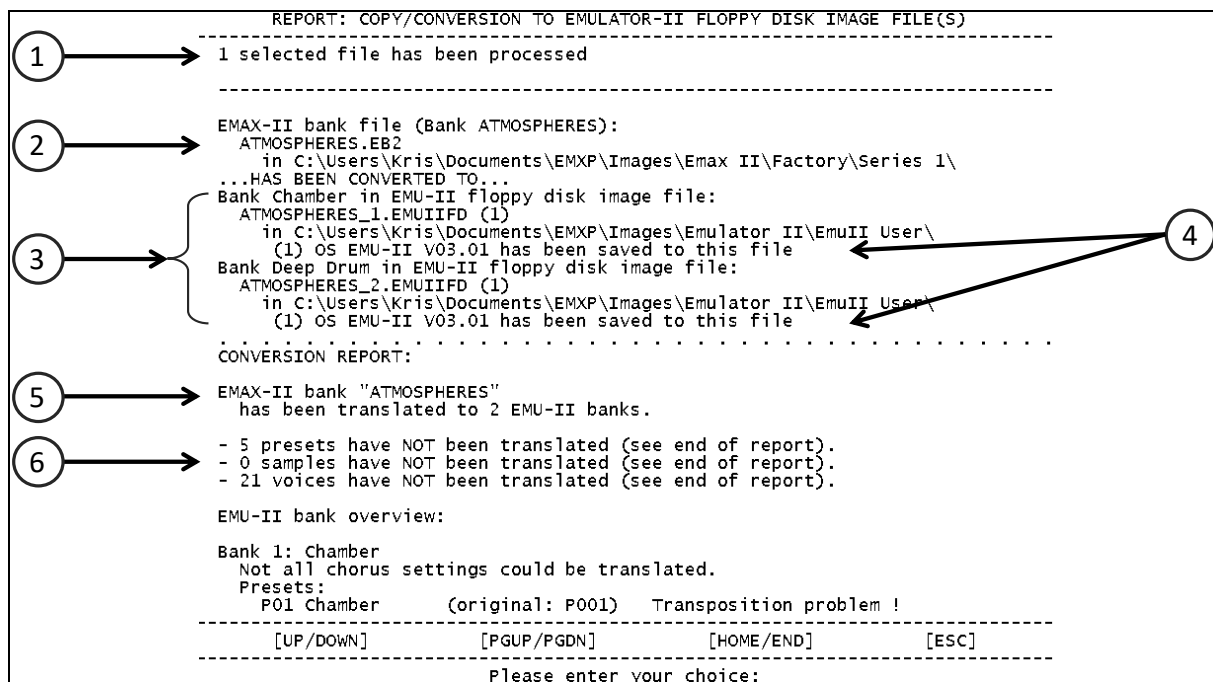 REPORT: COPY/CONVERSION TO EMULATOR-II FLOPPY DISK IMAGE FILE(S)
--------------------------------------------------------------------------------
1
1 selected file has been processed
--------------------------------------------------------------------------------
EMAX-II bank file (Bank ATMOSPHERES):
2
ATMOSPHERES.EB2
in C:\Users\Kris\Documents\EMXP\Images\Emax II\Factory\Series 1\
...HAS BEEN CONVERTED TO...
Bank Chamber in EMU-II floppy disk image file:
ATMOSPHERES_1.EMUIIFD (1)
in C:\Users\Kris\Documents\EMXP\Images\Emulator II\EmuII User\
4
(1) OS EMU-II V03.01 has been saved to this file
3
Bank Deep Drum in EMU-II floppy disk image file:
ATMOSPHERES_2.EMUIIFD (1)
in C:\Users\Kris\Documents\EMXP\Images\Emulator II\EmuII User\
(1) OS EMU-II V03.01 has been saved to this file
. . . . . . . . . . . . . . . . . . . . . . . . . . . . . . . . . . . . . . . .
CONVERSION REPORT:
5
EMAX-II bank "ATMOSPHERES"
has been translated to 2 EMU-II banks.
- 5 presets have NOT been translated (see end of report).
6
- 0 samples have NOT been translated (see end of report).
- 21 voices have NOT been translated (see end of report).
EMU-II bank overview:
Bank 1: Chamber
Not all chorus settings could be translated.
Presets:
P01 Chamber (original: P001) Transposition problem !
--------------------------------------------------------------------------------
[UP/DOWN] [PGUP/PGDN] [HOME/END] [ESC]
--------------------------------------------------------------------------------
Please enter your choice: